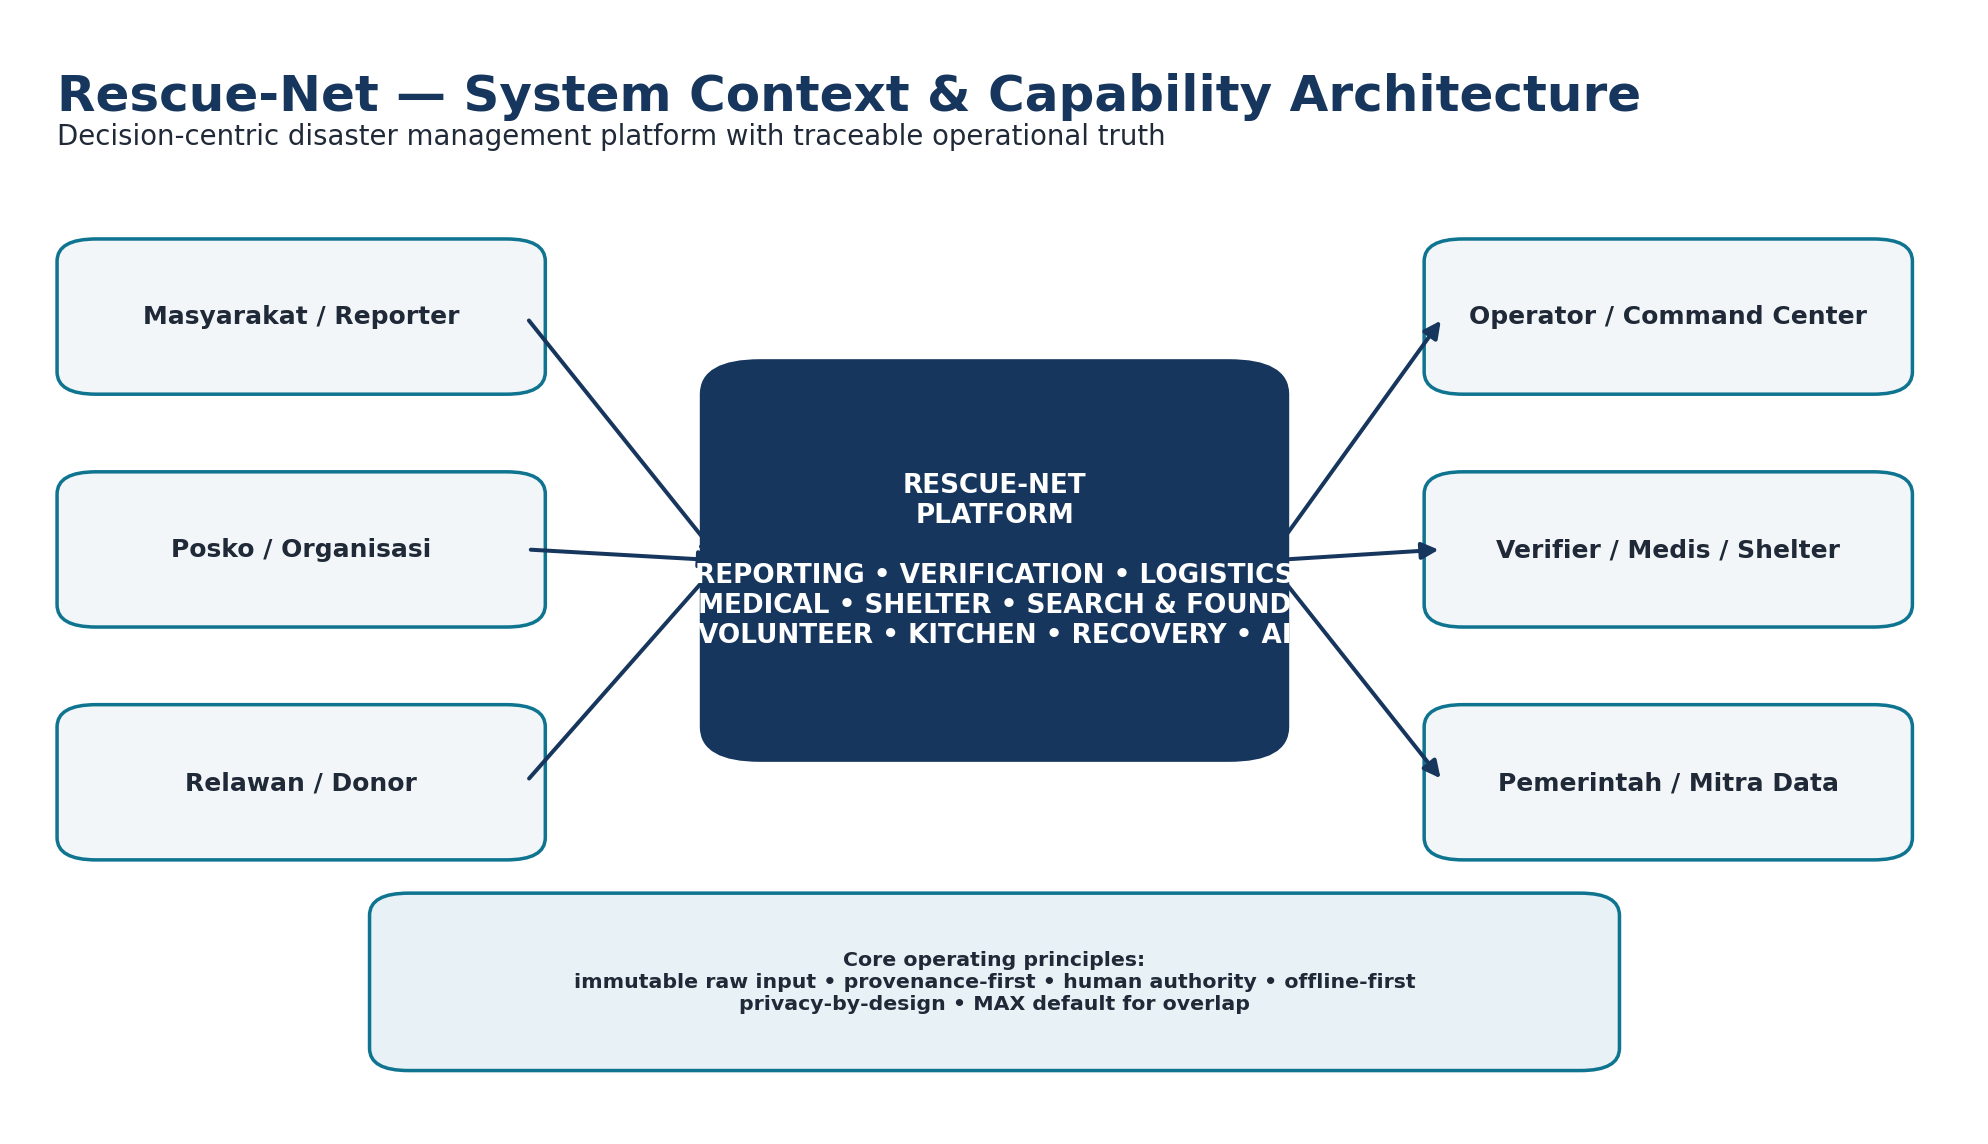 Rescue-Net — System Context & Capability Architecture
Decision-centric disaster management platform with traceable operational truth
Masyarakat / Reporter
Posko / Organisasi
Relawan / Donor
RESCUE-NET
PLATFORM
REPORTING • VERIFICATION • LOGISTICS
MEDICAL • SHELTER • SEARCH & FOUND
VOLUNTEER • KITCHEN • RECOVERY • AI
Operator / Command Center
Verifier / Medis / Shelter
Pemerintah / Mitra Data
Core operating principles:
immutable raw input • provenance-first • human authority • offline-first
privacy-by-design • MAX default for overlap